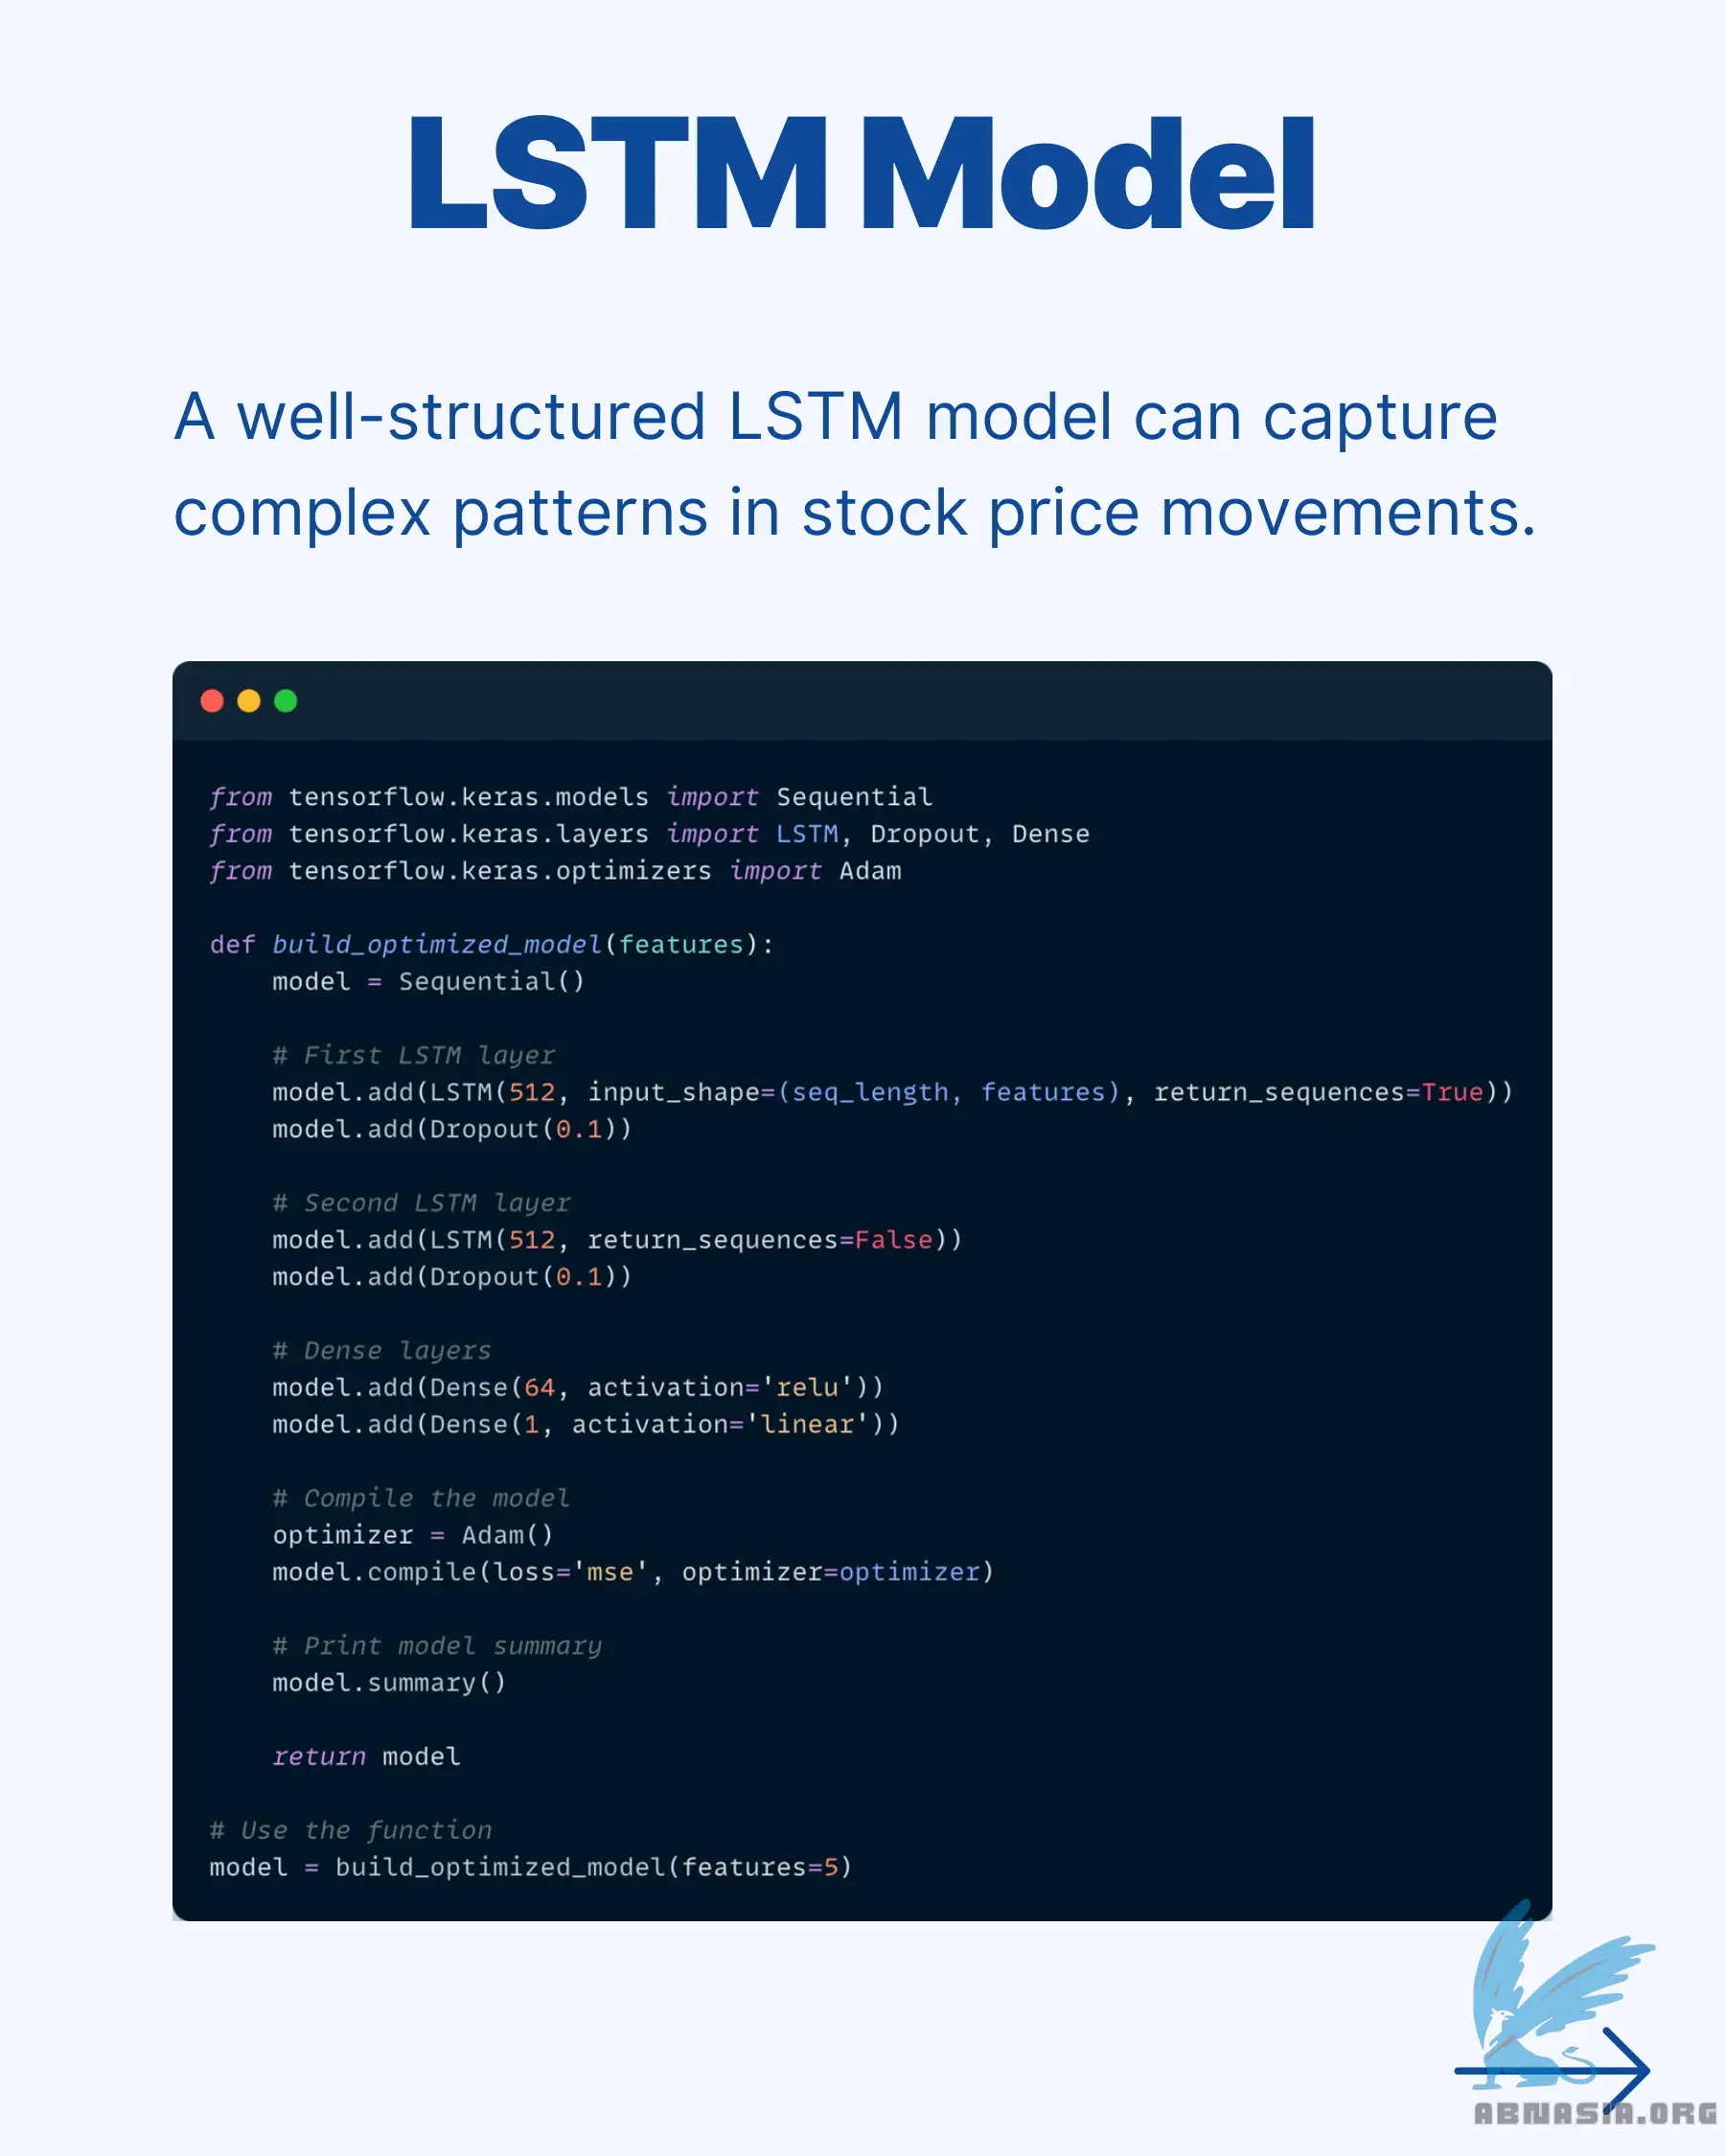 LSTM Model
A well-structured LSTM model can capture
complex patterns in stock price movements.
from tensorflow.keras.models import Sequential
from tensorflow.keras.layers import LSTM, Dropout, Dense
from tensorflow.keras.optimizers import Adam
def build_optimized_model(features):
    model = Sequential()
    # First LSTM layer
    model.add(LSTM(512, input_shape=(seq_length, features), return_sequences=True))
    model.add(Dropout(0.1))
    # Second LSTM layer
    model.add(LSTM(512, return_sequences=False))
    model.add(Dropout(0.1))
    # Dense layers
    model.add(Dense(64, activation='relu'))
    model.add(Dense(1, activation='linear'))
    # Compile the model
    optimizer = Adam()
    model.compile(loss='mse', optimizer=optimizer)
    # Print model summary
    model.summary()
    return model
# Use the function
model = build_optimized_model(features=5)
ABNASIA.ORG